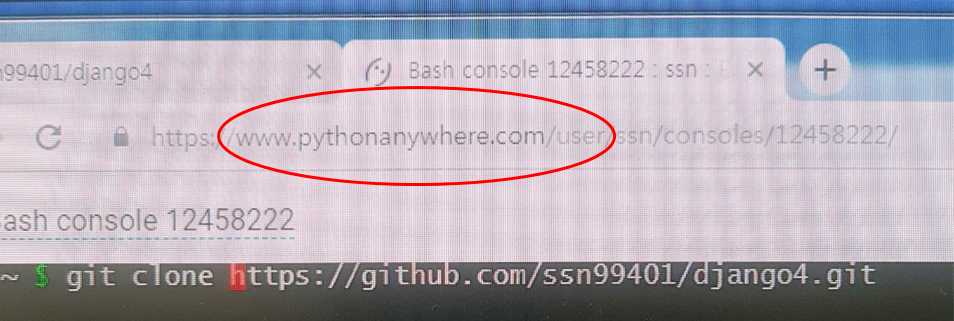 99401/django4
Bash console 12458222 : ssn :
https://www.pythonanywhere.com/user/ssn/consoles/12458222/
Bash console 12458222
~ $ git clone https://github.com/ssn99401/django4.git